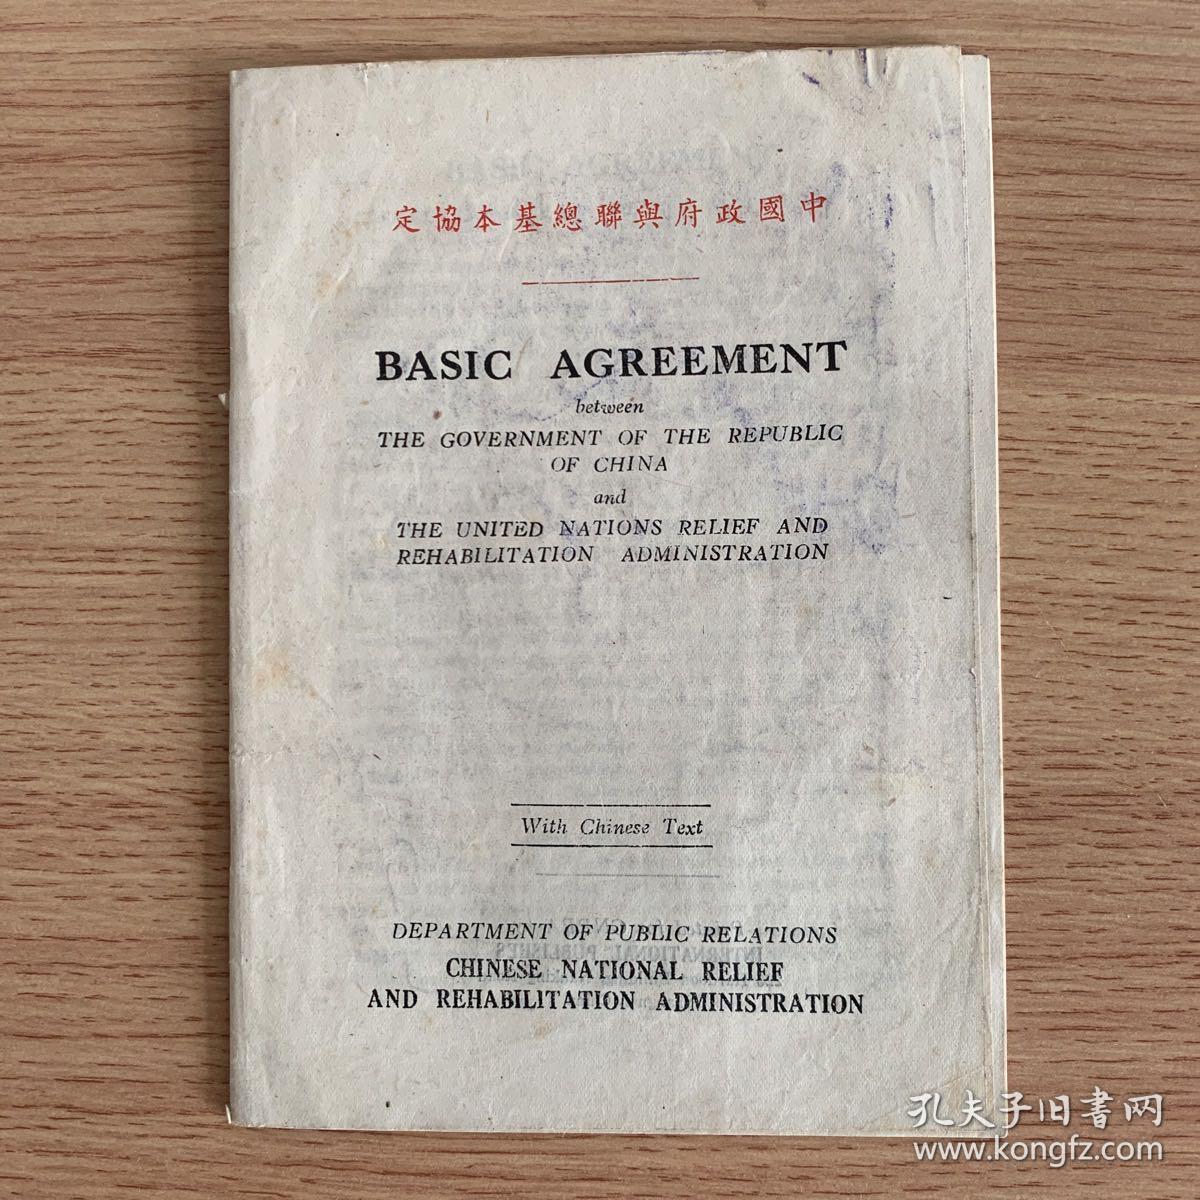 定協本基總聯與府政國中
BASIC AGREEMENT
between
THE GOVERNMENT OF THE REPUBLIC
OF CHINA
and
THE UNITED NATIONS RELIEF AND
REHABILITATION ADMINISTRATION
With Chinese Text
DEPARTMENT OF PUBLIC RELATIONS
CHINESE NATIONAL RELIEF
AND REHABILITATION ADMINISTRATION
孔夫子旧书网
www.kongfz.com